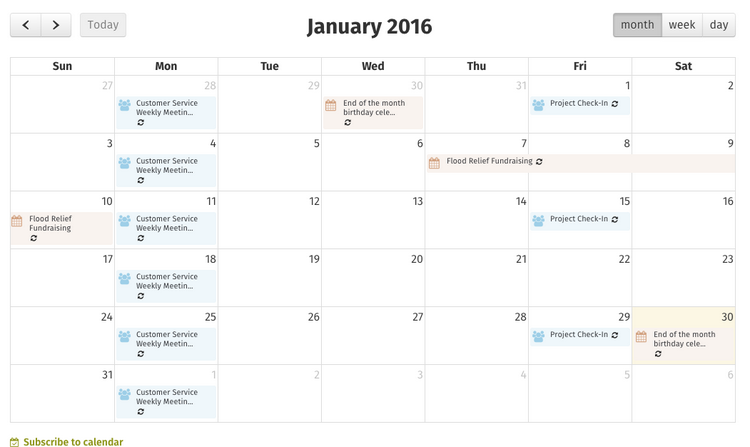 Today
January 2016
month week day
Sun Mon Tue Wed Thu Fri Sat
27 28 29 30 31 1 2
Customer Service
Weekly Meetin...
End of the month
birthday cele...
Project Check-In
3 4 5 6 7 8 9
Customer Service
Weekly Meetin...
Flood Relief Fundraising
10 11 12 13 14 15 16
Flood Relief
Fundraising
Customer Service
Weekly Meetin...
Project Check-In
17 18 19 20 21 22 23
Customer Service
Weekly Meetin...
24 25 26 27 28 29 30
Customer Service
Weekly Meetin...
Project Check-In
End of the month
birthday cele...
31 1 2 3 4 5 6
Customer Service
Weekly Meetin...
Subscribe to calendar